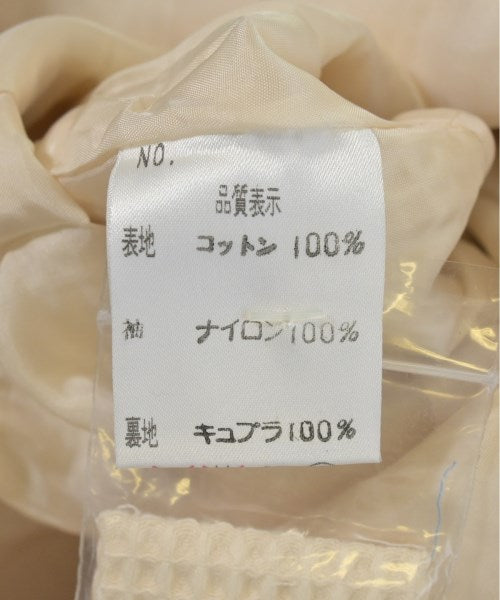 NO.
品質表示
表地 コットン 100%
袖 ナイロン100%
裏地 キュプラ100%